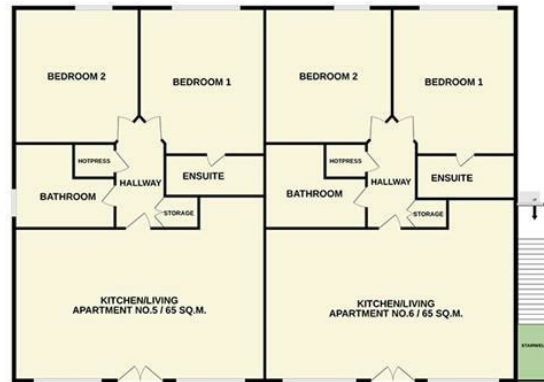 BEDROOM 2
BEDROOM 1
BEDROOM 2
BEDROOM 1
HOTPRESS
HALLWAY
ENSUITE
BATHROOM
STORAGE
HOTPRESS
HALLWAY
ENSUITE
BATHROOM
STORAGE
KITCHEN/LIVING
APARTMENT NO.5 / 65 SQ.M.
KITCHEN/LIVING
APARTMENT NO.6 / 65 SQ.M.